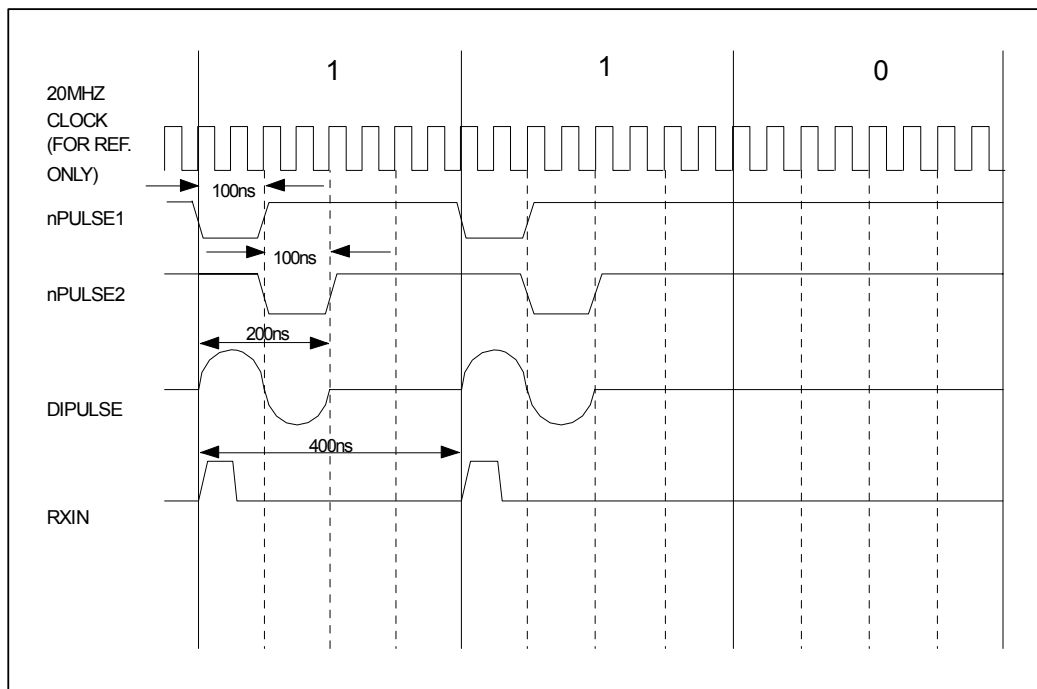 1 1 0
20MHZ
CLOCK
(FOR REF.
ONLY)
100ns
nPULSE1
100ns
nPULSE2
200ns
DIPULSE
400ns
RXIN